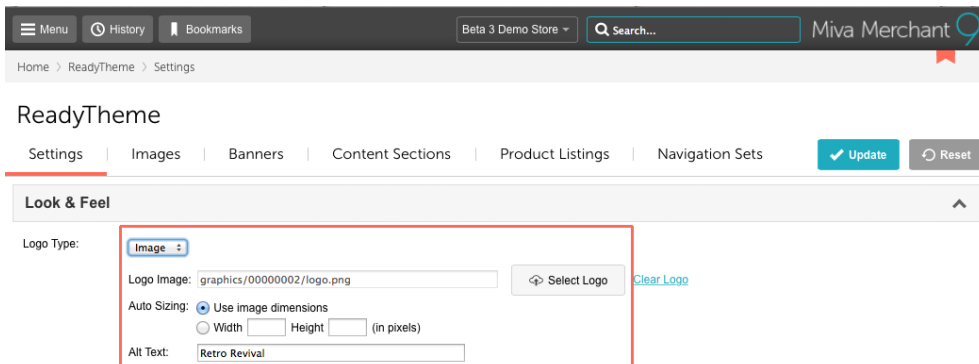 Menu History Bookmarks Beta 3 Demo Store Search... Miva Merchant 9
Home > ReadyTheme > Settings
ReadyTheme
Settings | Images | Banners | Content Sections | Product Listings | Navigation Sets Update Reset
Look & Feel
Logo Type: Image
Logo Image: graphics/00000002/logo.png Select Logo Clear Logo
Auto Sizing: Use image dimensions
Width Height (in pixels)
Alt Text: Retro Revival